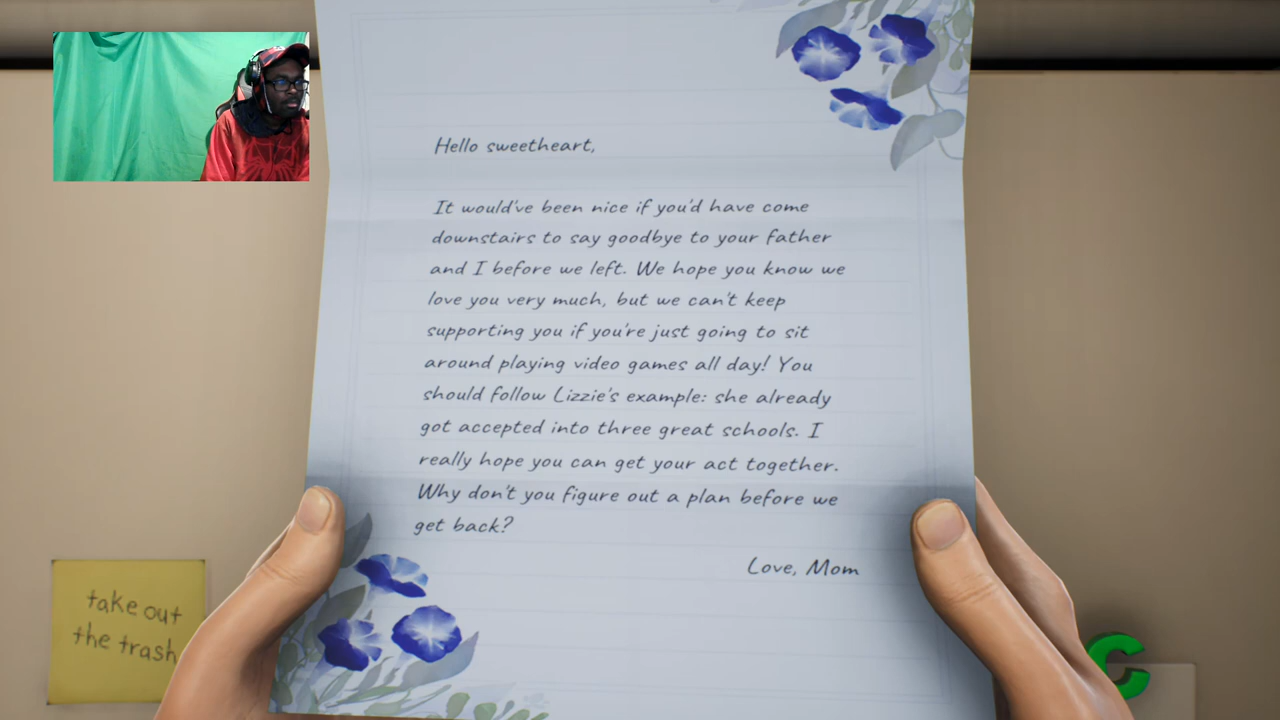 Hello sweetheart,
It would've been nice if you'd have come
downstairs to say goodbye to your father
and I before we left. We hope you know we
love you very much, but we can't keep
supporting you if you're just going to sit
around playing video games all day! You
should follow Lizzie's example: she already
got accepted into three great schools. I
really hope you can get your act together.
Why don't you figure out a plan before we
get back?
Love, Mom
take out
the trash
C